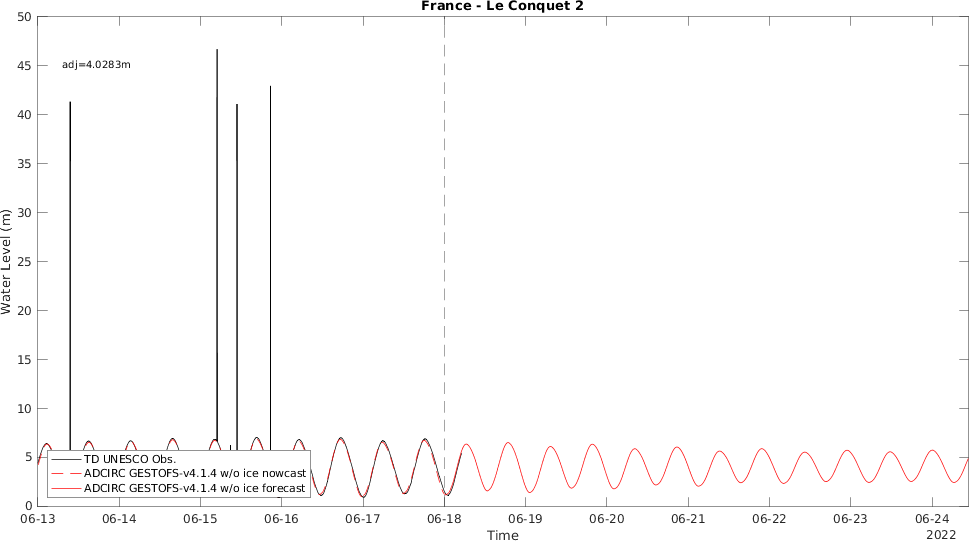 France - Le Conquet 2
50
45
40
35
30
25
20
15
10
5
0
Water Level (m)
adj=4.0283m
TD UNESCO Obs.
ADCIRC GESTOFS-v4.1.4 w/o ice nowcast
ADCIRC GESTOFS-v4.1.4 w/o ice forecast
06-13 06-14 06-15 06-16 06-17 06-18 06-19 06-20 06-21 06-22 06-23 06-24
Time
2022